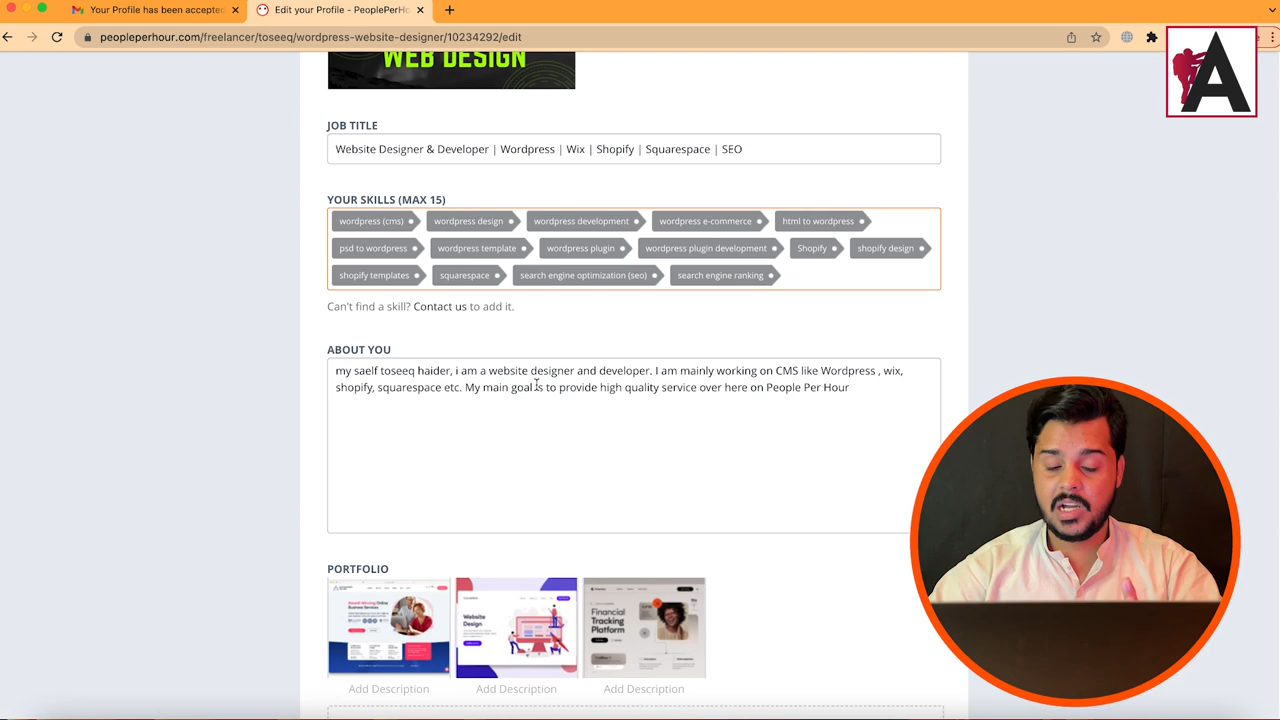 Your Profile has been accepted
Edit your Profile - PeoplePerH
peopleperhour.com/freelancer/toseeq/wordpress-website-designer/10234292/edit
A
WEB DESIGN
JOB TITLE
Website Designer & Developer | Wordpress | Wix | Shopify | Squarespace | SEO
YOUR SKILLS (MAX 15)
wordpress (cms) wordpress design wordpress development wordpress e-commerce html to wordpress
psd to wordpress wordpress template wordpress plugin wordpress plugin development Shopify shopify design
shopify templates squarespace search engine optimization (seo) search engine ranking
Can't find a skill? Contact us to add it.
ABOUT YOU
my saelf toseeq haider, i am a website designer and developer. I am mainly working on CMS like Wordpress , wix,
shopify, squarespace etc. My main goal is to provide high quality service over here on People Per Hour
PORTFOLIO
Award Winning Online
Business Services
Website
Design
Financial
Tracking
Platform
Add Description Add Description Add Description